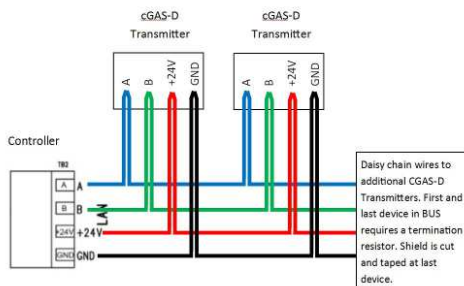 cGAS-D
Transmitter
cGAS-D
Transmitter
A
B
+24V
GND
A
B
+24V
GND
Controller
TB2
A
A
B
B
+24V
+24V
GND
GND
LAN
Daisy chain wires to
additional CGAS-D
Transmitters. First and
last device in BUS
requires a termination
resistor. Shield is cut
and taped at last
device.